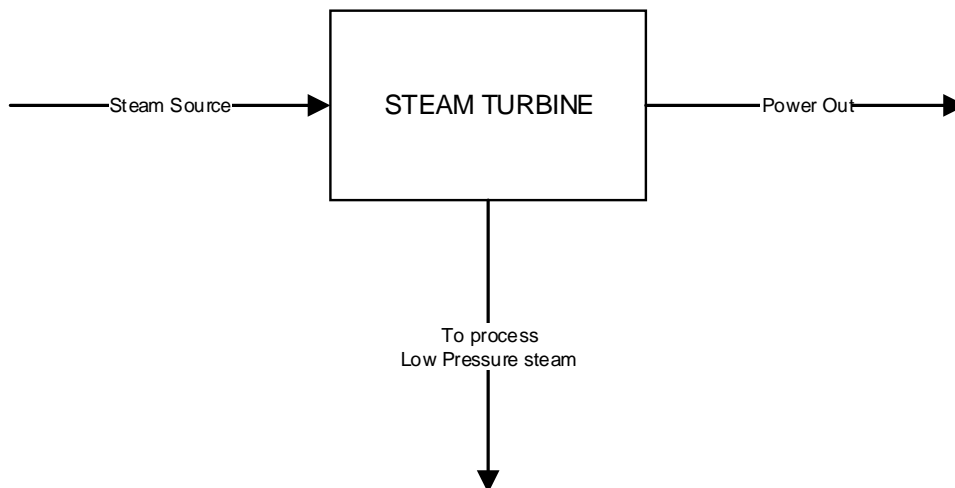 Steam Source
STEAM TURBINE
Power Out
To process
Low Pressure steam